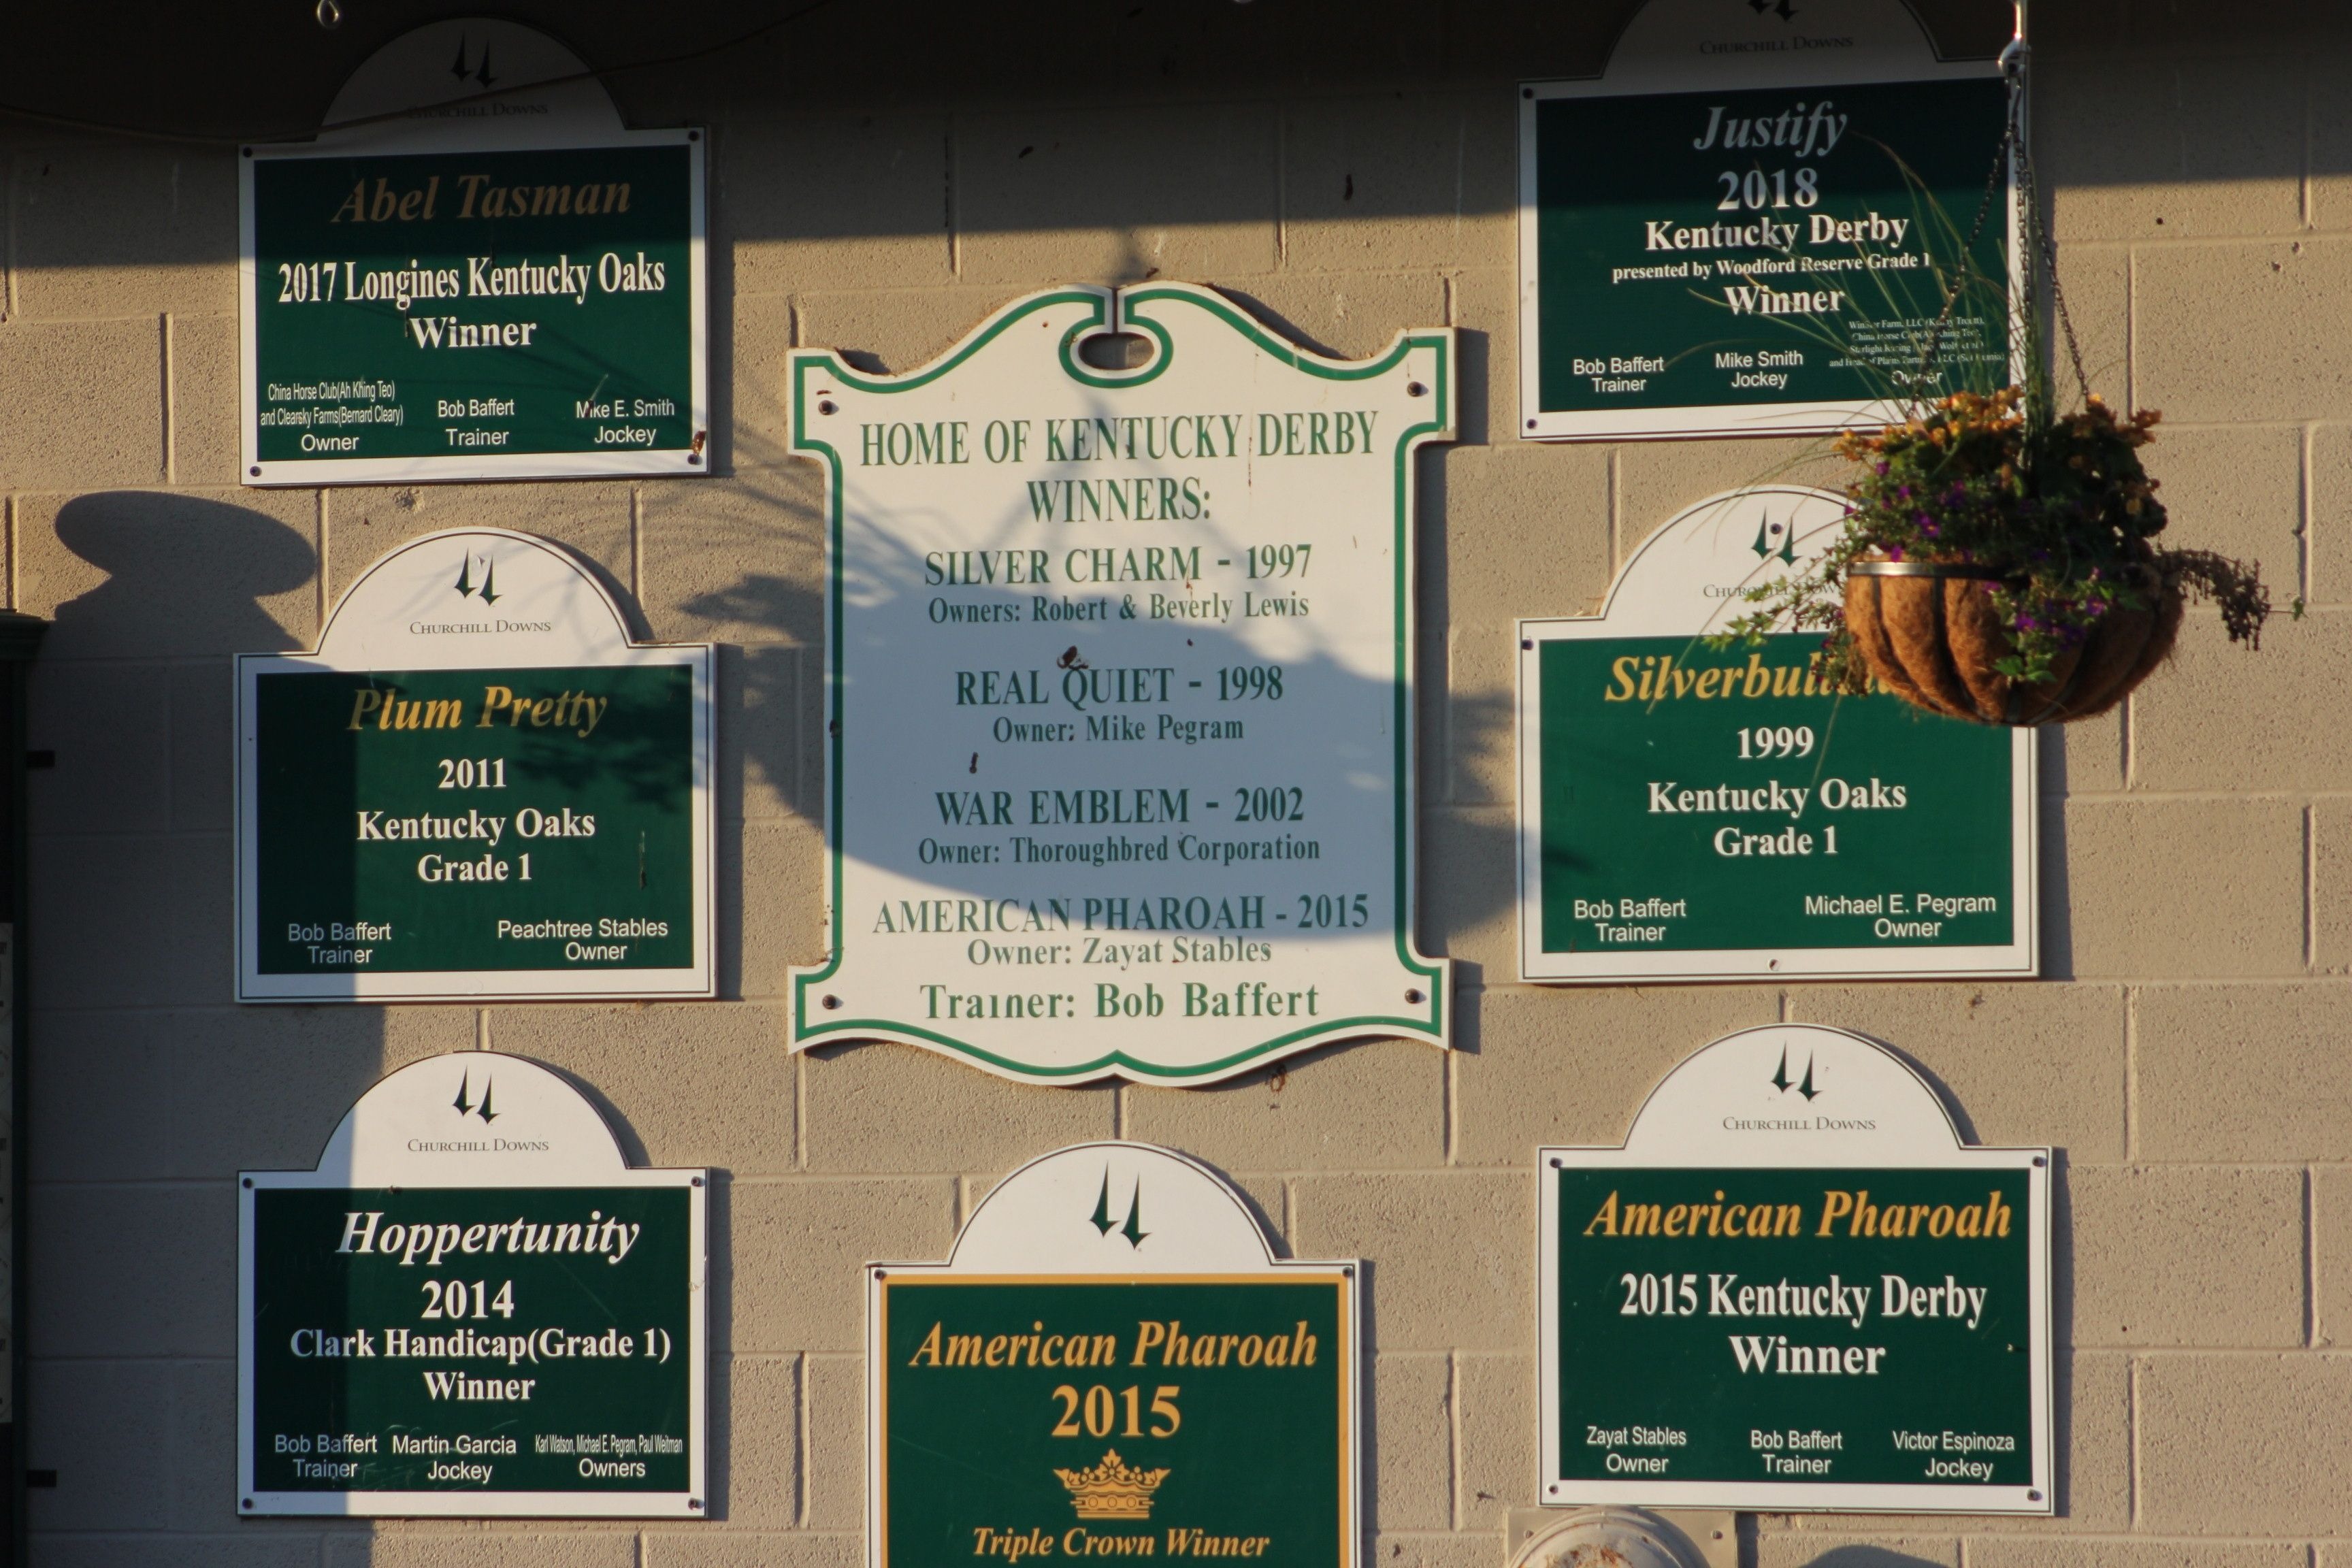 CHURCHILL DOWNS
Abel Tasman
2017 Longines Kentucky Oaks
Winner
China Horse Club(Ah Khing Teo)
and Clearsky Farms(Bernard Cleary)
Owner
Bob Baffert
Trainer
Mike E. Smith
Jockey
CHURCHILL DOWNS
Plum Pretty
2011
Kentucky Oaks
Grade 1
Bob Baffert
Trainer
Peachtree Stables
Owner
CHURCHILL DOWNS
Hoppertunity
2014
Clark Handicap(Grade 1)
Winner
Bob Baffert
Trainer
Martin Garcia
Jockey
Karl Watson, Michael E. Pegram, Paul Weitman
Owners
HOME OF KENTUCKY DERBY
WINNERS:
SILVER CHARM - 1997
Owners: Robert & Beverly Lewis
REAL QUIET - 1998
Owner: Mike Pegram
WAR EMBLEM - 2002
Owner: Thoroughbred Corporation
AMERICAN PHAROAH - 2015
Owner: Zayat Stables
Trainer: Bob Baffert
American Pharoah
2015
Triple Crown Winner
CHURCHILL DOWNS
Justify
2018
Kentucky Derby
presented by Woodford Reserve Grade 1
Winner
Bob Baffert
Trainer
Mike Smith
Jockey
Farm, LLC
China Horse
Starlight
and
Owner
1999
Kentucky Oaks
Grade 1
Bob Baffert
Trainer
Michael E. Pegram
Owner
CHURCHILL DOWNS
American Pharoah
2015 Kentucky Derby
Winner
Zayat Stables
Owner
Bob Baffert
Trainer
Victor Espinoza
Jockey